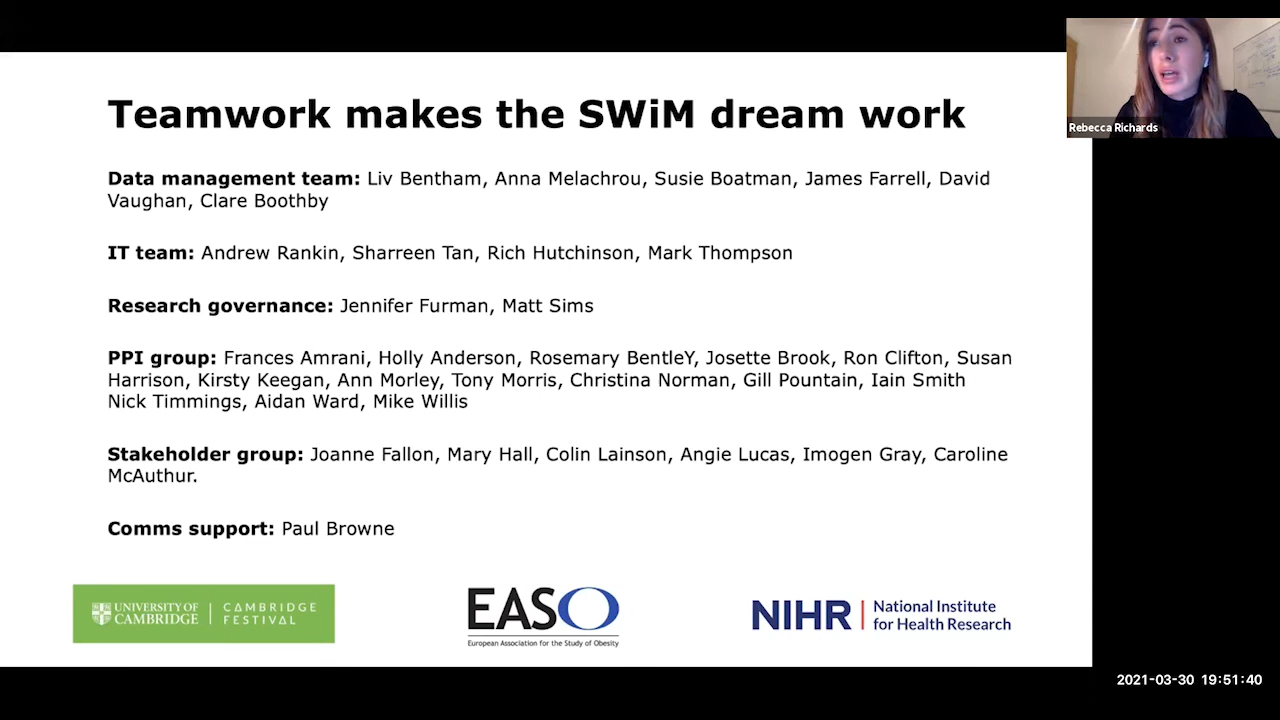 Teamwork makes the SWiM dream work
Rebecca Richards
Data management team: Liv Bentham, Anna Melachrou, Susie Boatman, James Farrell, David
Vaughan, Clare Boothby
IT team: Andrew Rankin, Sharreen Tan, Rich Hutchinson, Mark Thompson
Research governance: Jennifer Furman, Matt Sims
PPI group: Frances Amrani, Holly Anderson, Rosemary BentleY, Josette Brook, Ron Clifton, Susan
Harrison, Kirsty Keegan, Ann Morley, Tony Morris, Christina Norman, Gill Pountain, Iain Smith
Nick Timmings, Aidan Ward, Mike Willis
Stakeholder group: Joanne Fallon, Mary Hall, Colin Lainson, Angie Lucas, Imogen Gray, Caroline
McAuthur.
Comms support: Paul Browne
UNIVERSITY OF
CAMBRIDGE
CAMBRIDGE
FESTIVAL
EASO
European Association for the Study of Obesity
NIHR
National Institute
for Health Research
2021-03-30 19:51:40